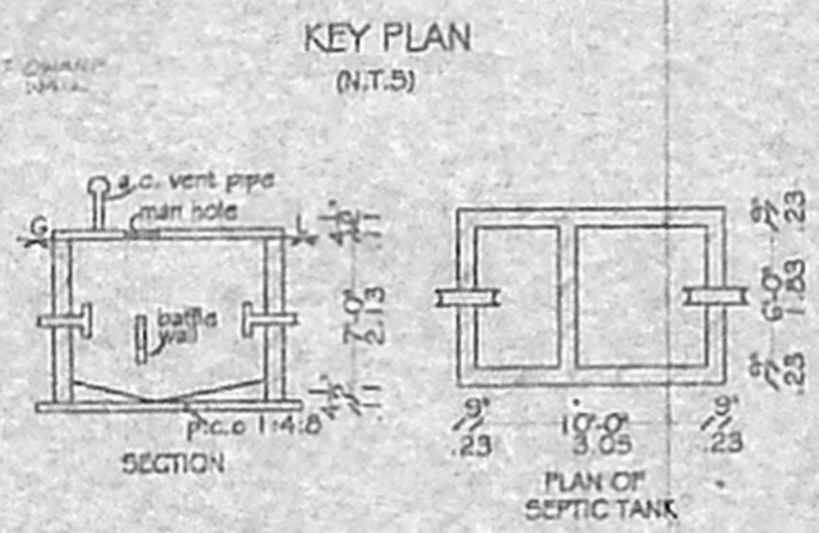 KEY PLAN
(N.T.S)
DWARF
WALL
a.c. vent pipe
man hole
G
L
4½"
.11
7'-0"
2.13
baffle
wall
4½"
.11
p.c.c 1:4:8
SECTION
9"
.23
6'-0"
1.83
9"
.23
9"
.23
10'-0"
3.05
9"
.23
PLAN OF
SEPTIC TANK